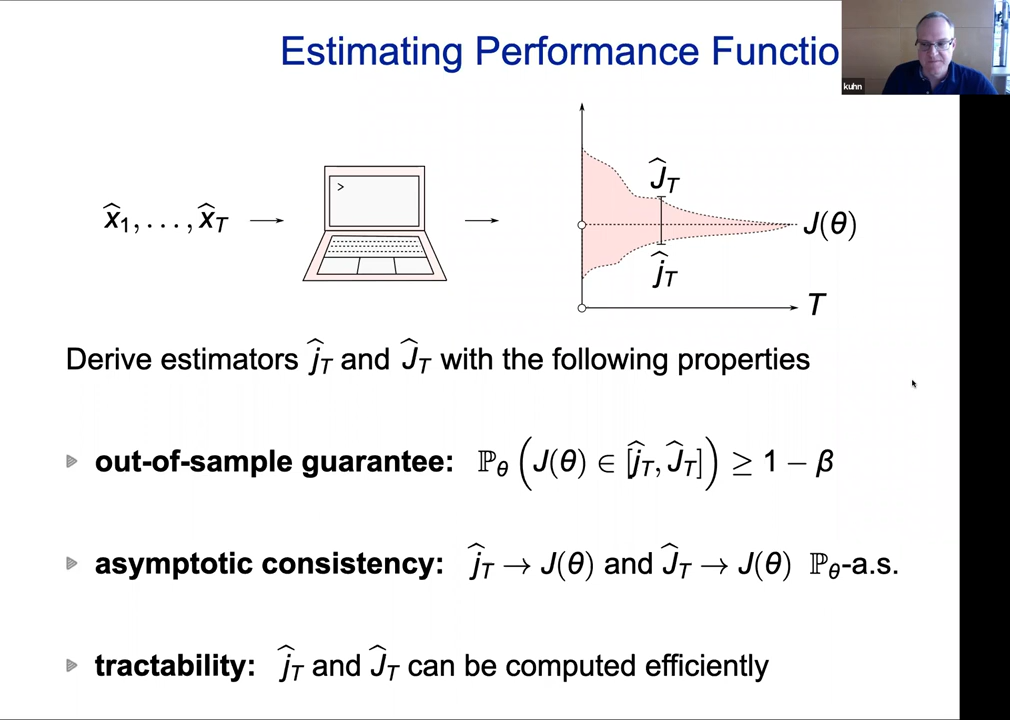 Estimating Performance Functio
kuhn
x̂₁, . . . , x̂_T
>
Ĵ_T
J(θ)
ĵ_T
T
Derive estimators ĵ_T and Ĵ_T with the following properties
out-of-sample guarantee: ℙ_θ (J(θ) ∈ [ĵ_T, Ĵ_T]) ≥ 1 − β
asymptotic consistency: ĵ_T → J(θ) and Ĵ_T → J(θ) ℙ_θ-a.s.
tractability: ĵ_T and Ĵ_T can be computed efficiently